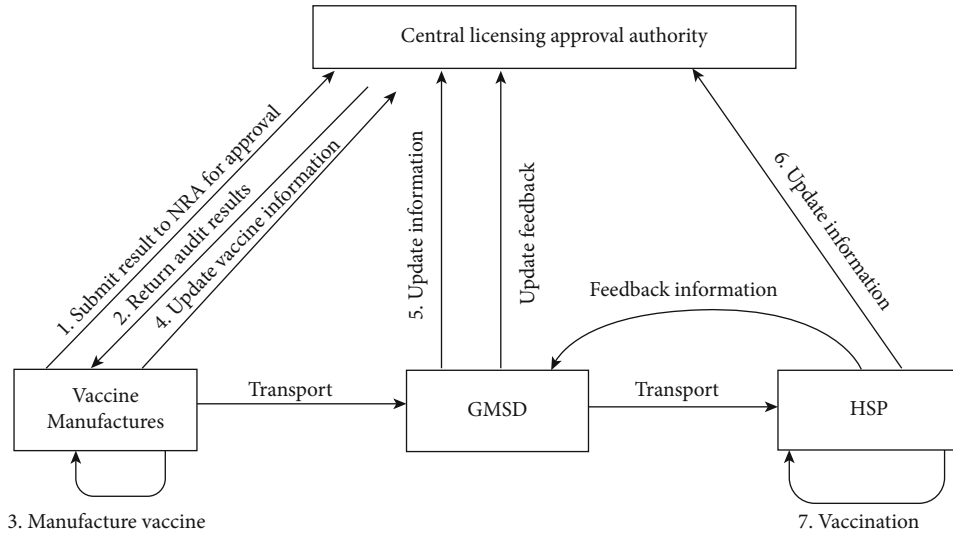 Central licensing approval authority
1. Submit result to NRA for approval
2. Return audit results
4. Update vaccine information
5. Update information
Update feedback
6. Update information
Feedback information
Vaccine
Manufactures
Transport
GMSD
Transport
HSP
3. Manufacture vaccine
7. Vaccination